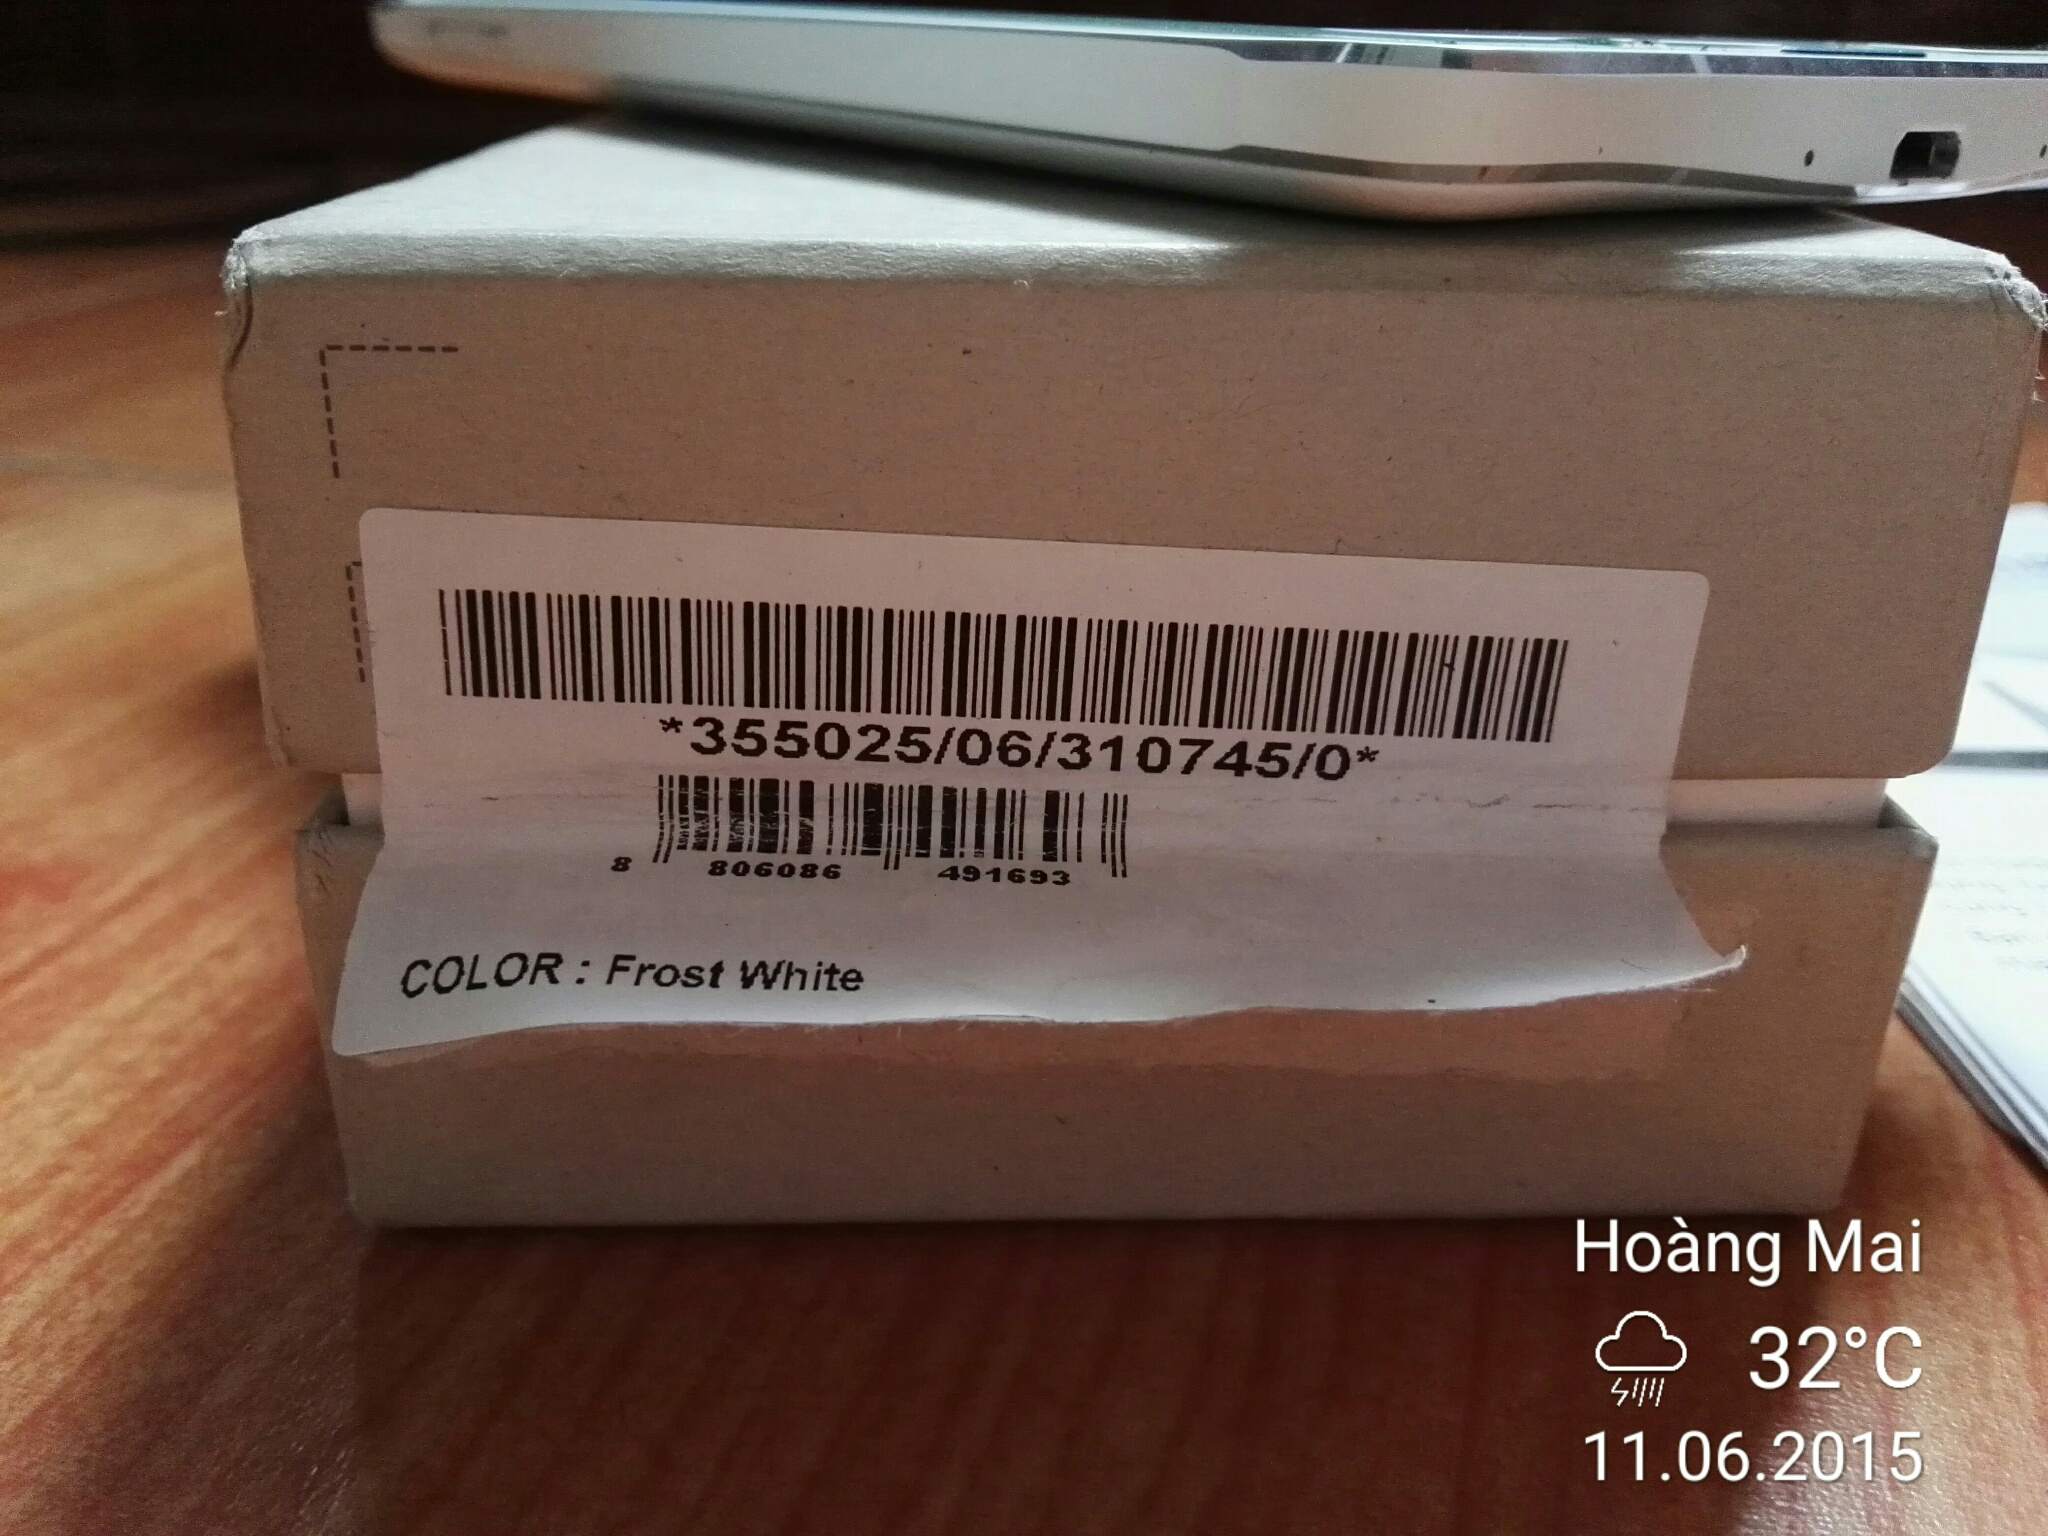 *355025/06/310745/0*
8 806086 491693
COLOR : Frost White
Hoàng Mai
32°C
11.06.2015